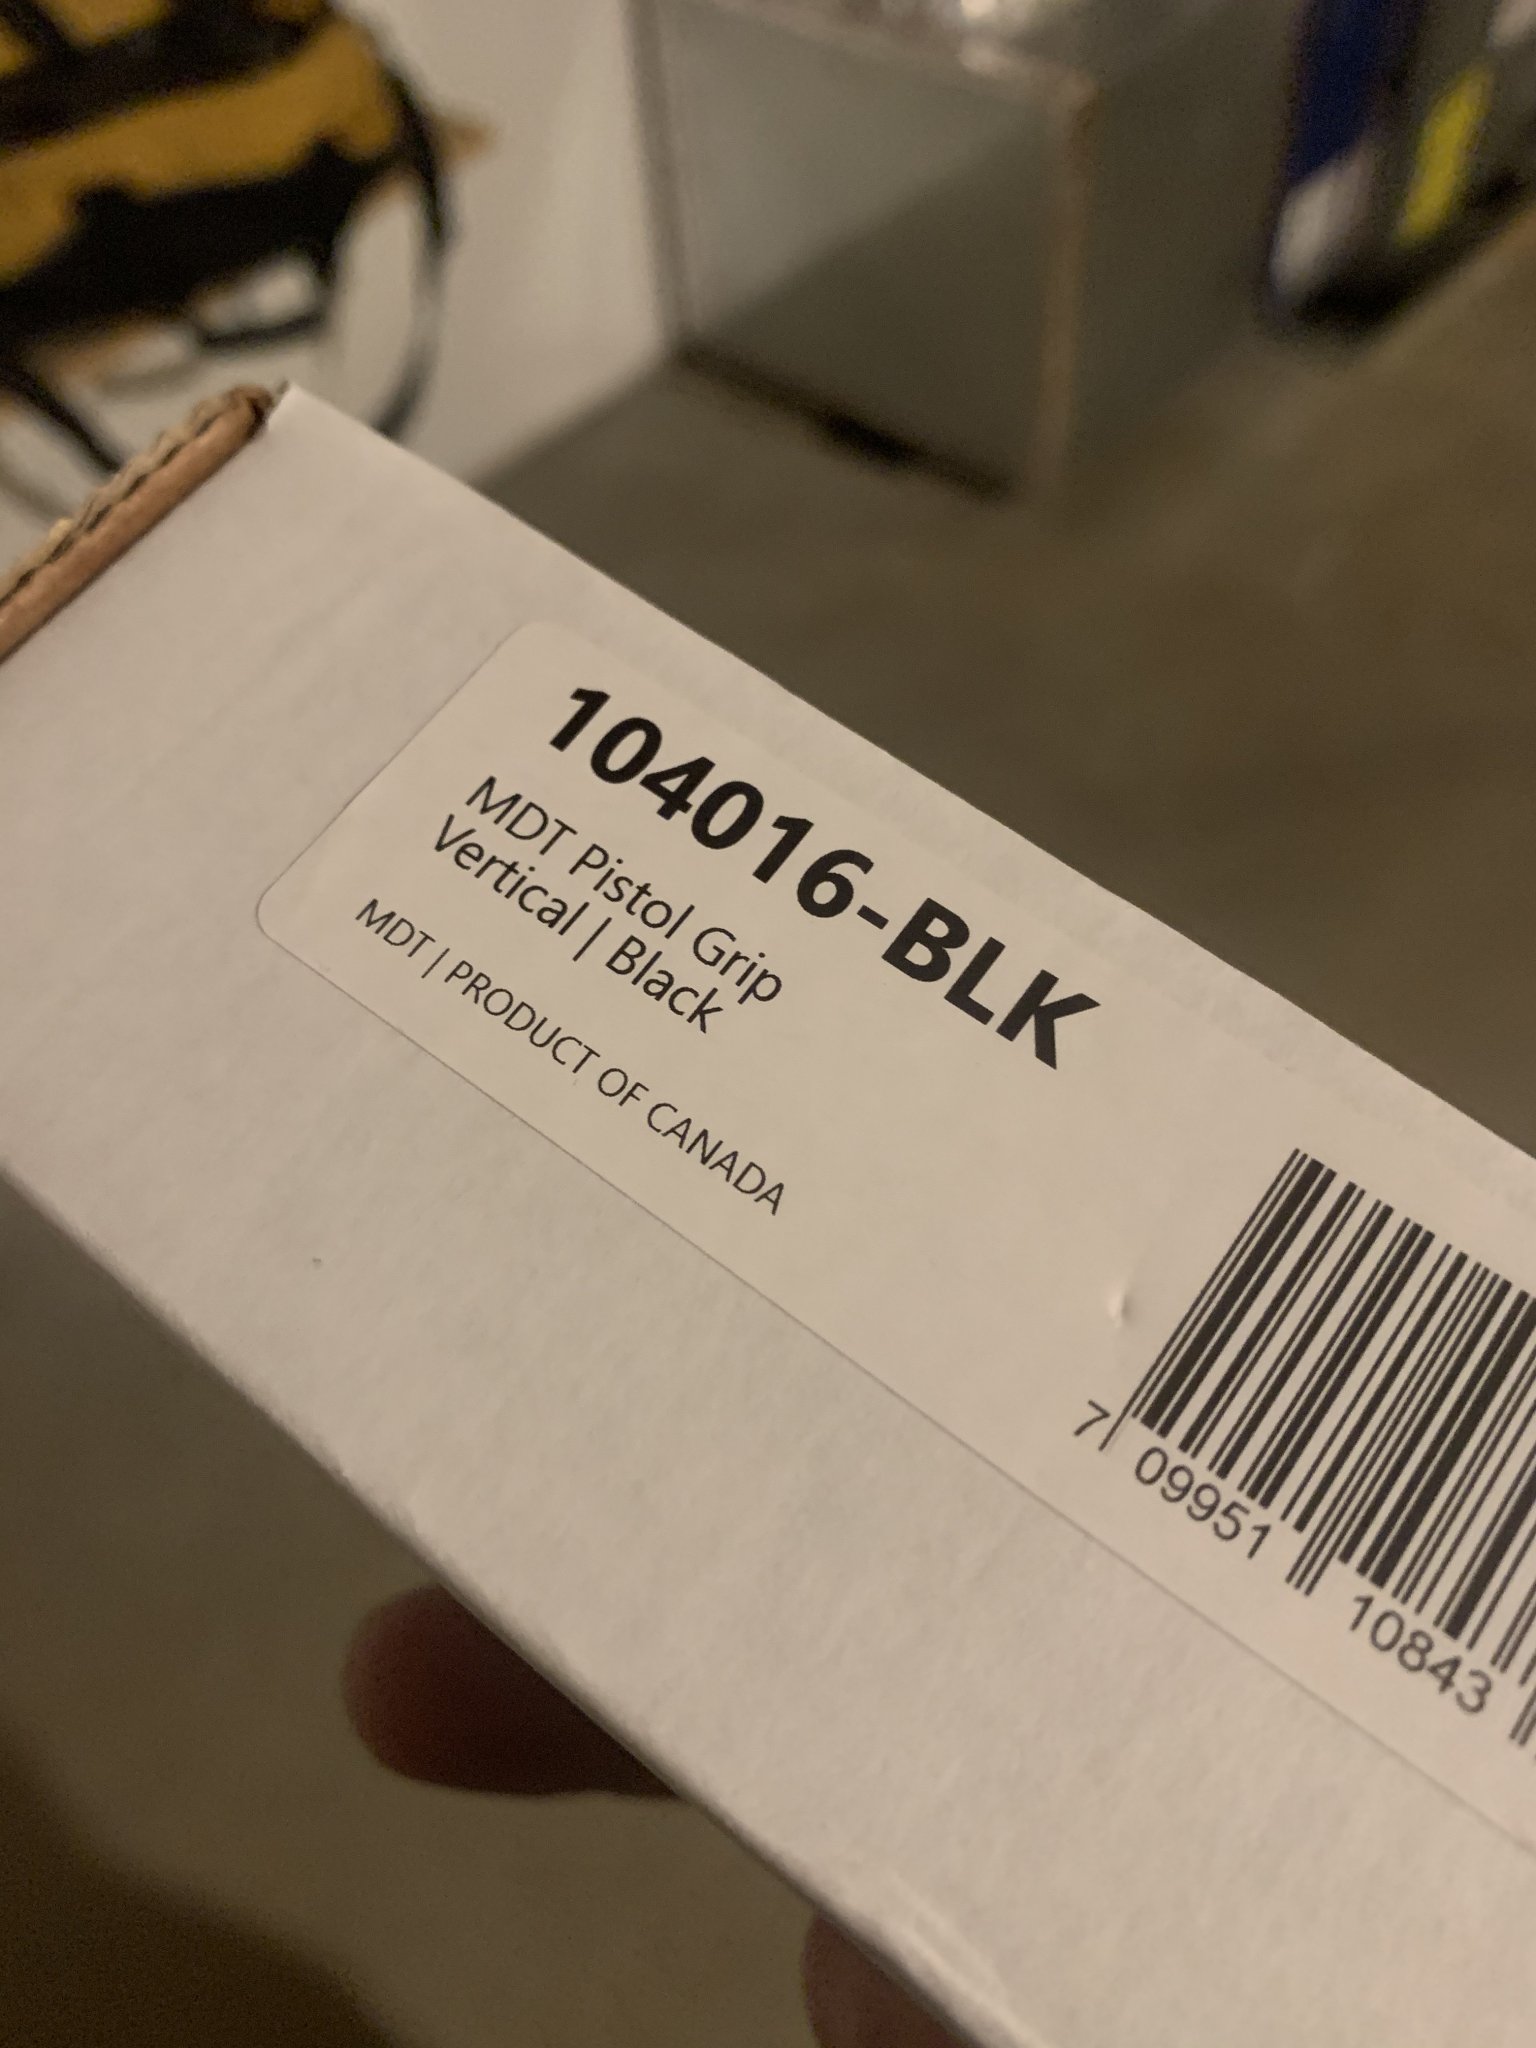 104016-BLK
MDT Pistol Grip
Vertical | Black
MDT | PRODUCT OF CANADA
7 09951 10843